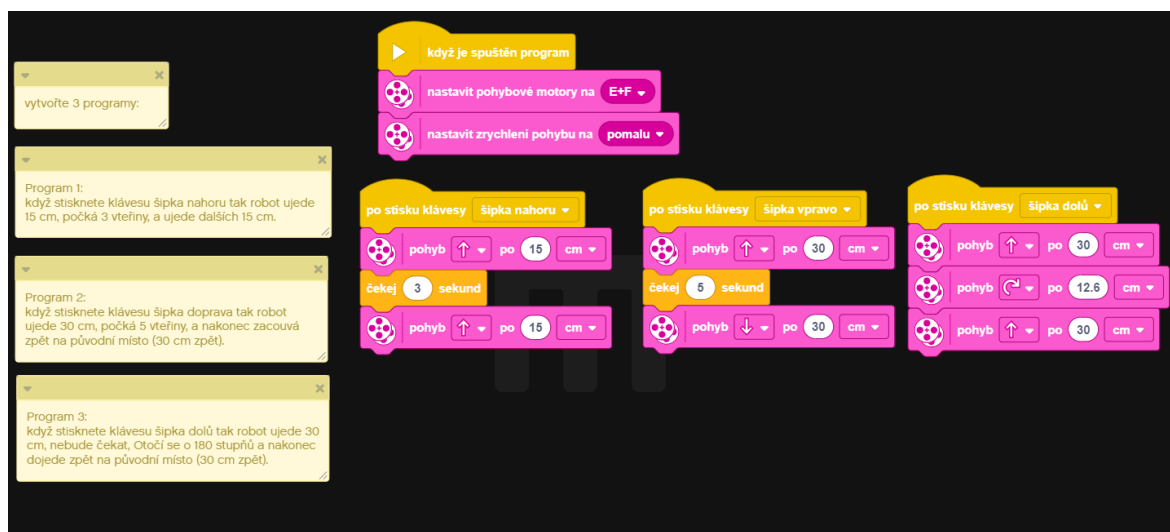 vytvořte 3 programy:
Program 1:
když stisknete klávesu šipka nahoru tak robot ujede
15 cm, počká 3 vteřiny, a ujede dalších 15 cm.
Program 2:
když stisknete klávesu šipka doprava tak robot
ujede 30 cm, počká 5 vteřiny, a nakonec zacouvá
zpět na původní místo (30 cm zpět).
Program 3:
když stisknete klávesu šipka dolů tak robot ujede 30
cm, nebude čekat, Otočí se o 180 stupňů a nakonec
dojede zpět na původní místo (30 cm zpět).
když je spuštěn program
nastavit pohybové motory na E+F
nastavit zrychlení pohybu na pomalu
po stisku klávesy šipka nahoru
pohyb po 15 cm
čekej 3 sekund
pohyb po 15 cm
po stisku klávesy šipka vpravo
pohyb po 30 cm
čekej 5 sekund
pohyb po 30 cm
po stisku klávesy šipka dolů
pohyb po 30 cm
pohyb po 12.6 cm
pohyb po 30 cm